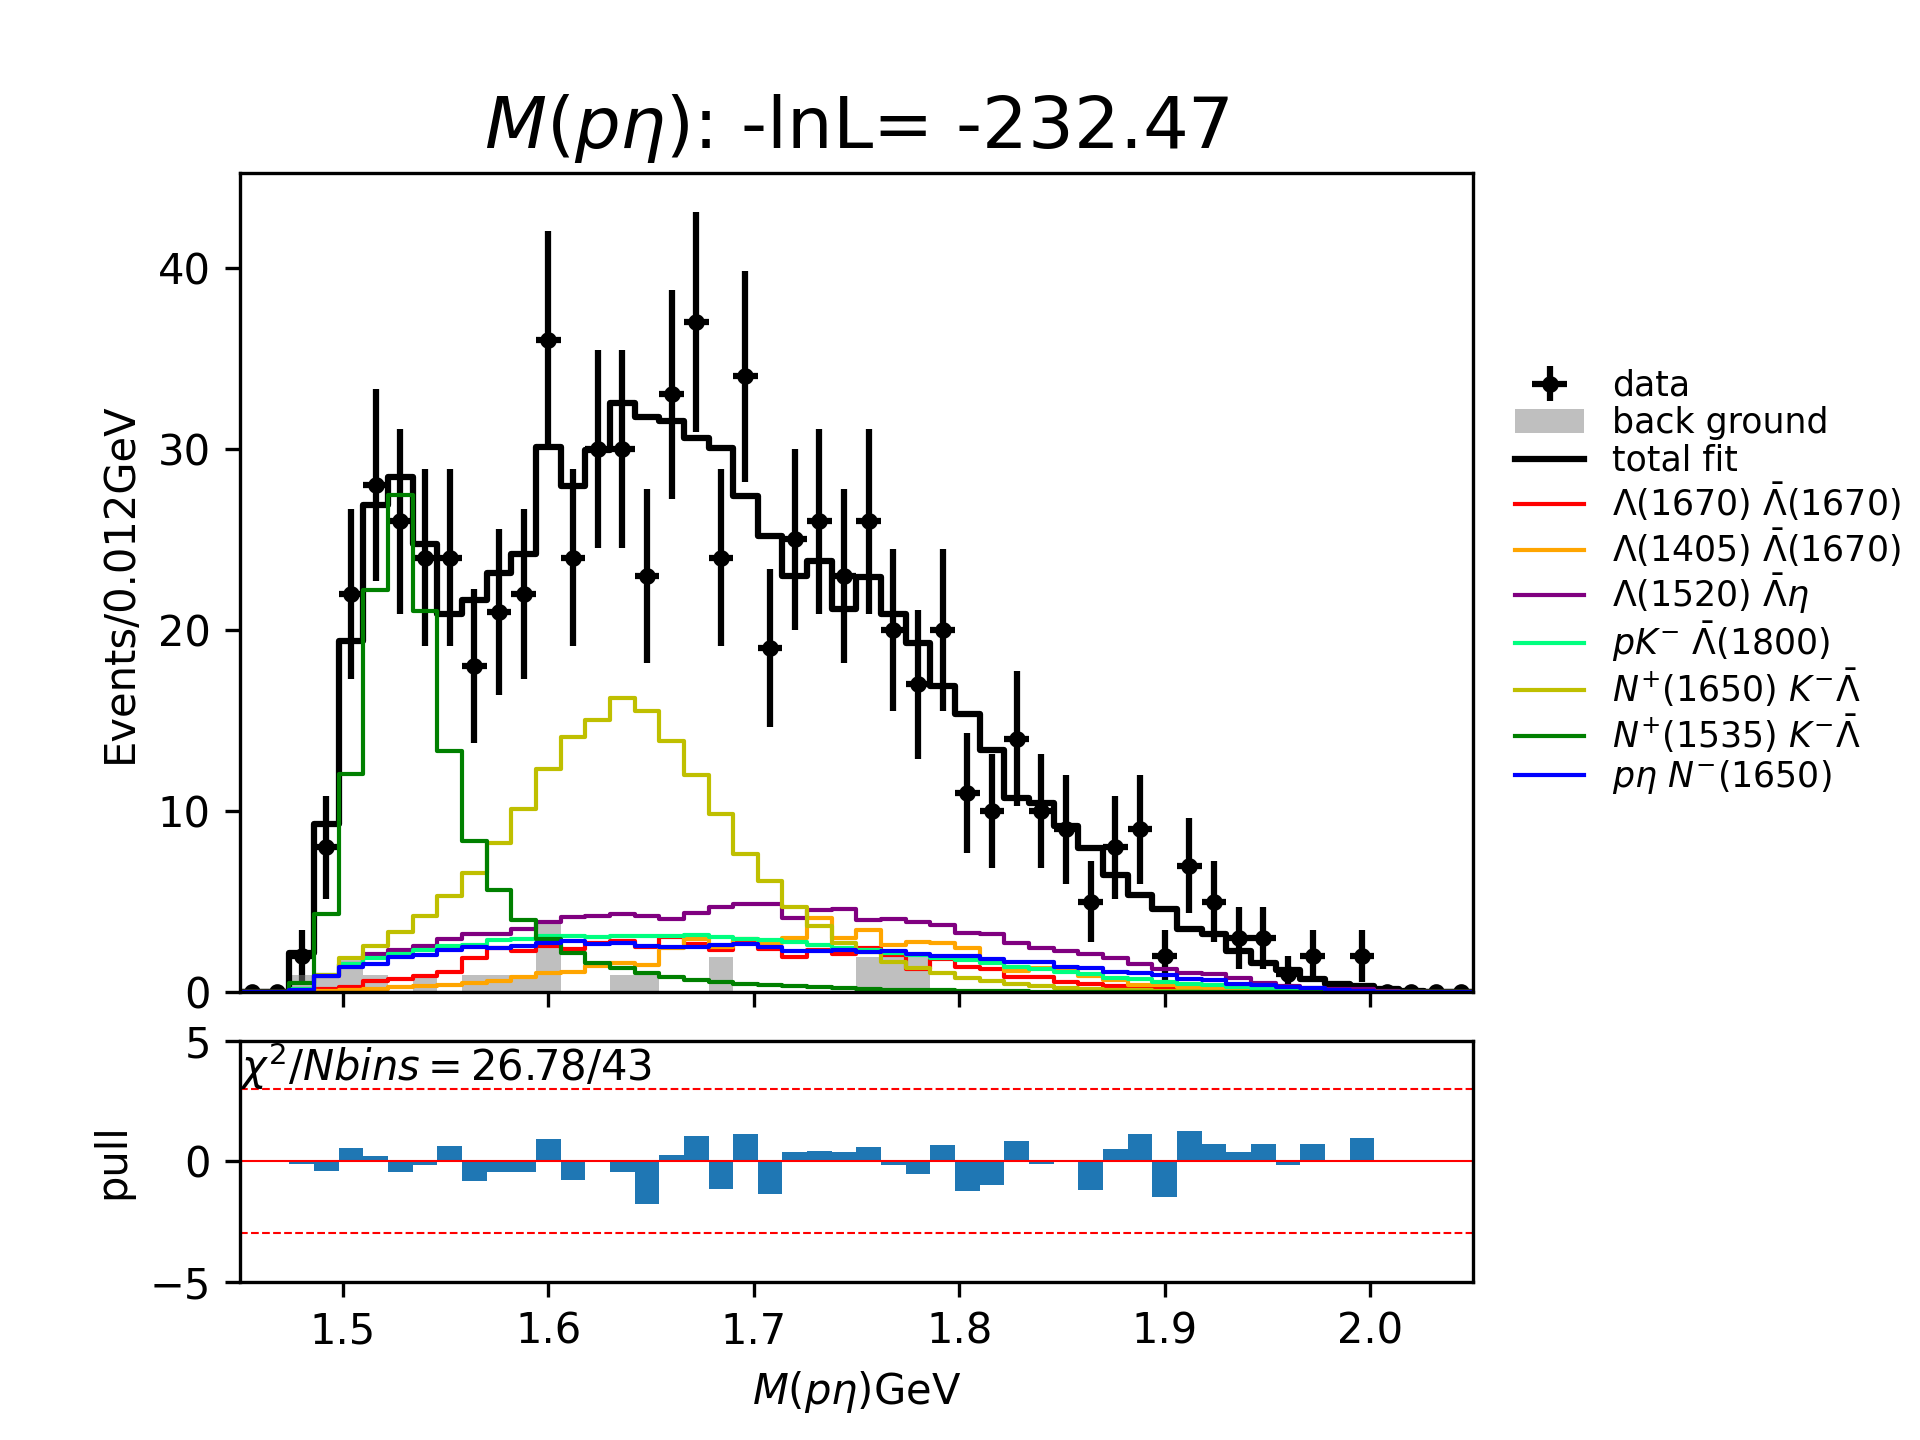 M(pη): -lnL= -232.47
Events/0.012GeV
40
30
20
10
0
data
back ground
total fit
Λ(1670) Λ̄(1670)
Λ(1405) Λ̄(1670)
Λ(1520) Λ̄η
pK⁻ Λ̄(1800)
N⁺(1650) K⁻Λ̄
N⁺(1535) K⁻Λ̄
pη N⁻(1650)
χ²/Nbins = 26.78/43
pull
5
0
−5
1.5 1.6 1.7 1.8 1.9 2.0
M(pη)GeV